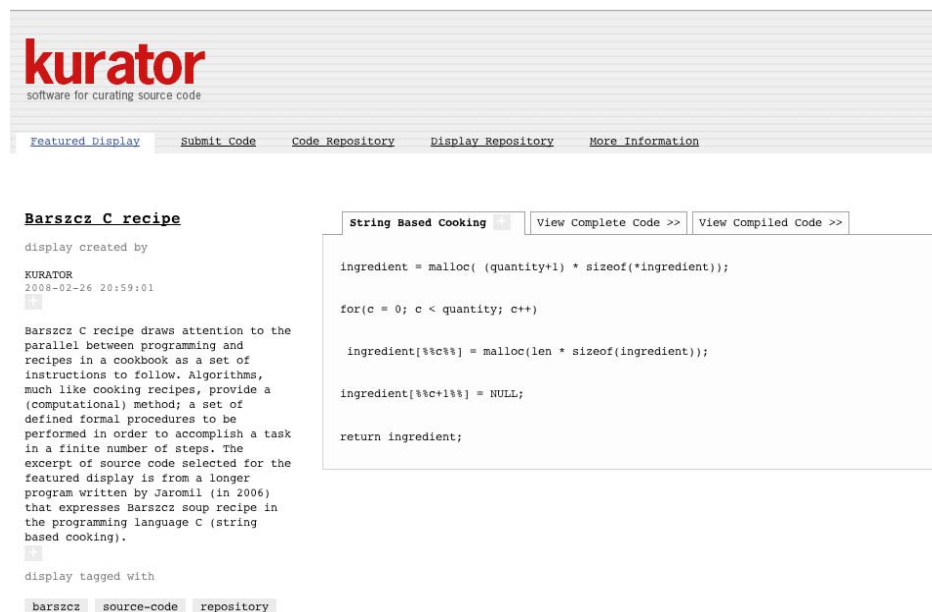 kurator
software for curating source code
Featured Display Submit Code Code Repository Display Repository More Information
Barszcz C recipe
display created by
KURATOR
2008-02-26 20:59:01
+
Barszcz C recipe draws attention to the
parallel between programming and
recipes in a cookbook as a set of
instructions to follow. Algorithms,
much like cooking recipes, provide a
(computational) method; a set of
defined formal procedures to be
performed in order to accomplish a task
in a finite number of steps. The
excerpt of source code selected for the
featured display is from a longer
program written by Jaromil (in 2006)
that expresses Barszcz soup recipe in
the programming language C (string
based cooking).
+
display tagged with
barszcz source-code repository
String Based Cooking + View Complete Code >> View Compiled Code >>
ingredient = malloc( (quantity+1) * sizeof(*ingredient));
for(c = 0; c < quantity; c++)
ingredient[%%c%%] = malloc(len * sizeof(ingredient));
ingredient[%%c+1%%] = NULL;
return ingredient;